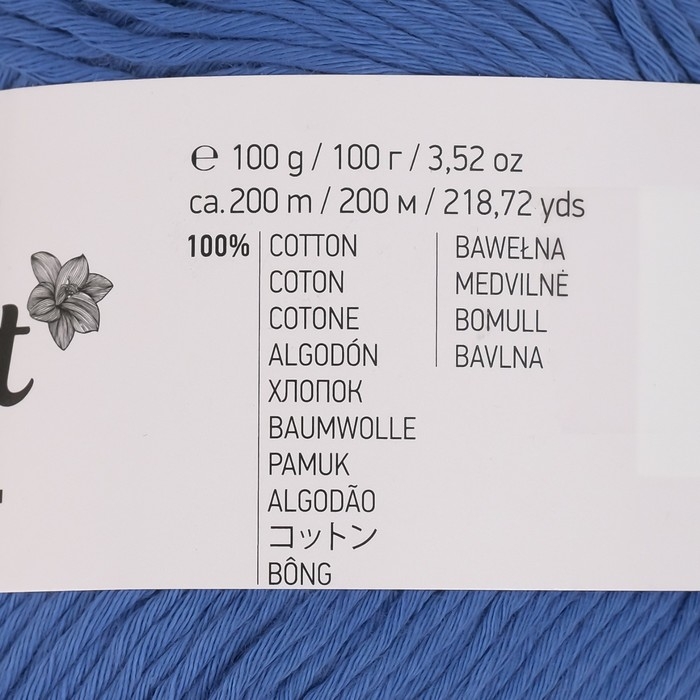 ℮ 100 g / 100 г / 3,52 oz
ca. 200 m / 200 м / 218,72 yds
100%
COTTON
COTON
COTONE
ALGODÓN
ХЛОПОК
BAUMWOLLE
PAMUK
ALGODÃO
コットン
BÔNG
BAWEŁNA
MEDVILNĖ
BOMULL
BAVLNA
t